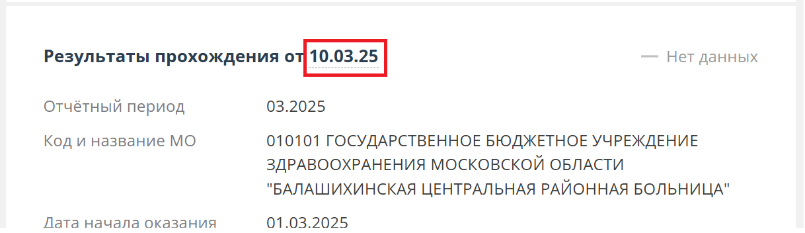 Результаты прохождения от 10.03.25
— Нет данных
Отчётный период 03.2025
Код и название МО 010101 ГОСУДАРСТВЕННОЕ БЮДЖЕТНОЕ УЧРЕЖДЕНИЕ
ЗДРАВООХРАНЕНИЯ МОСКОВСКОЙ ОБЛАСТИ
"БАЛАШИХИНСКАЯ ЦЕНТРАЛЬНАЯ РАЙОННАЯ БОЛЬНИЦА"
Дата начала оказания 01.03.2025